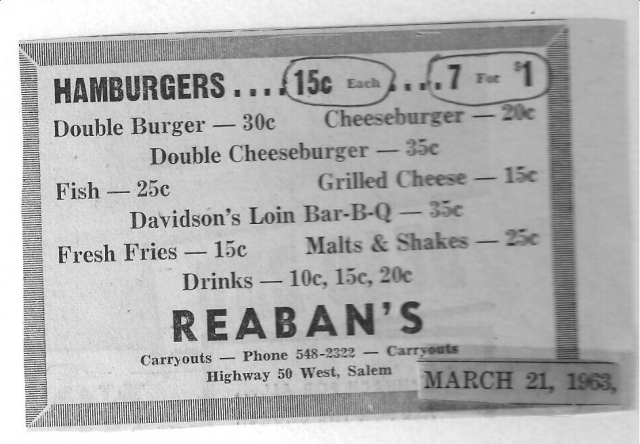 HAMBURGERS .... 15c Each .... 7 For $1
Double Burger — 30c Cheeseburger — 20c
Double Cheeseburger — 35c
Fish — 25c Grilled Cheese — 15c
Davidson's Loin Bar-B-Q — 35c
Fresh Fries — 15c Malts & Shakes — 25c
Drinks — 10c, 15c, 20c
REABAN'S
Carryouts — Phone 548-2322 — Carryouts
Highway 50 West, Salem
MARCH 21, 1963,